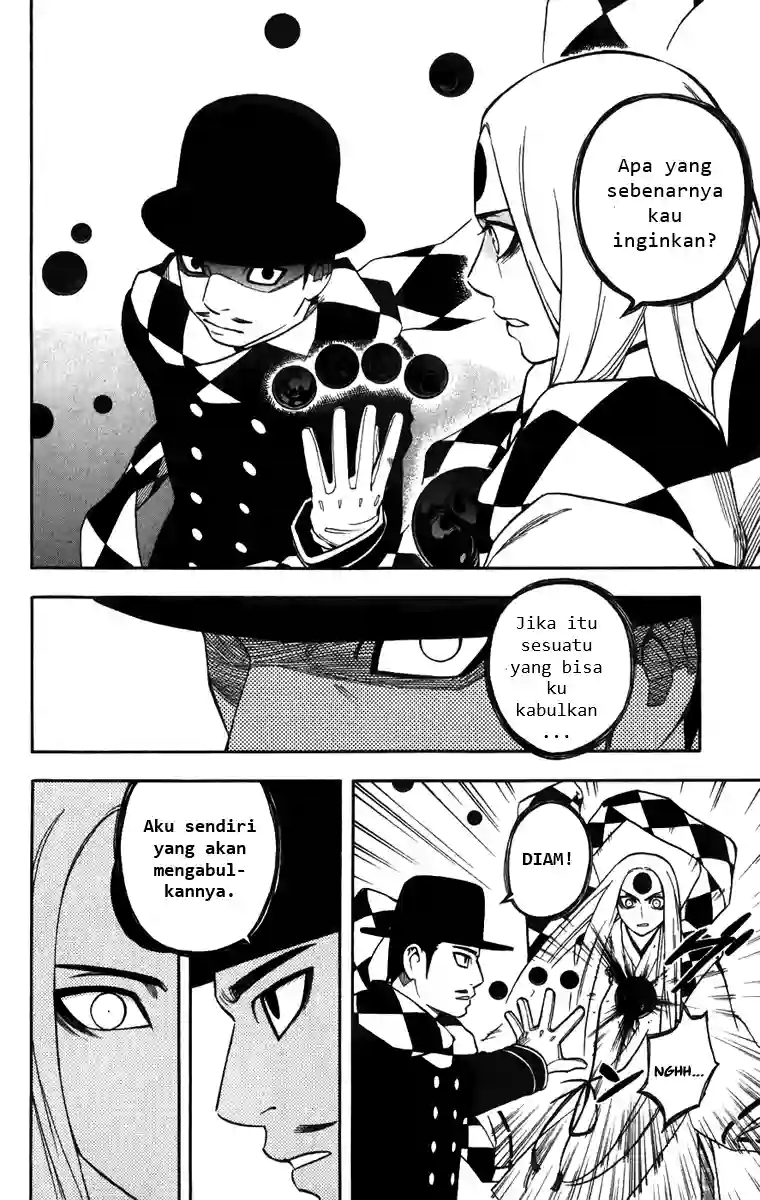 Apa yang
sebenarnya
kau
inginkan?
Jika itu
sesuatu
yang bisa
ku
kabulkan
...
Aku sendiri
yang akan
mengabul-
kannya.
DIAM!
NGHH...